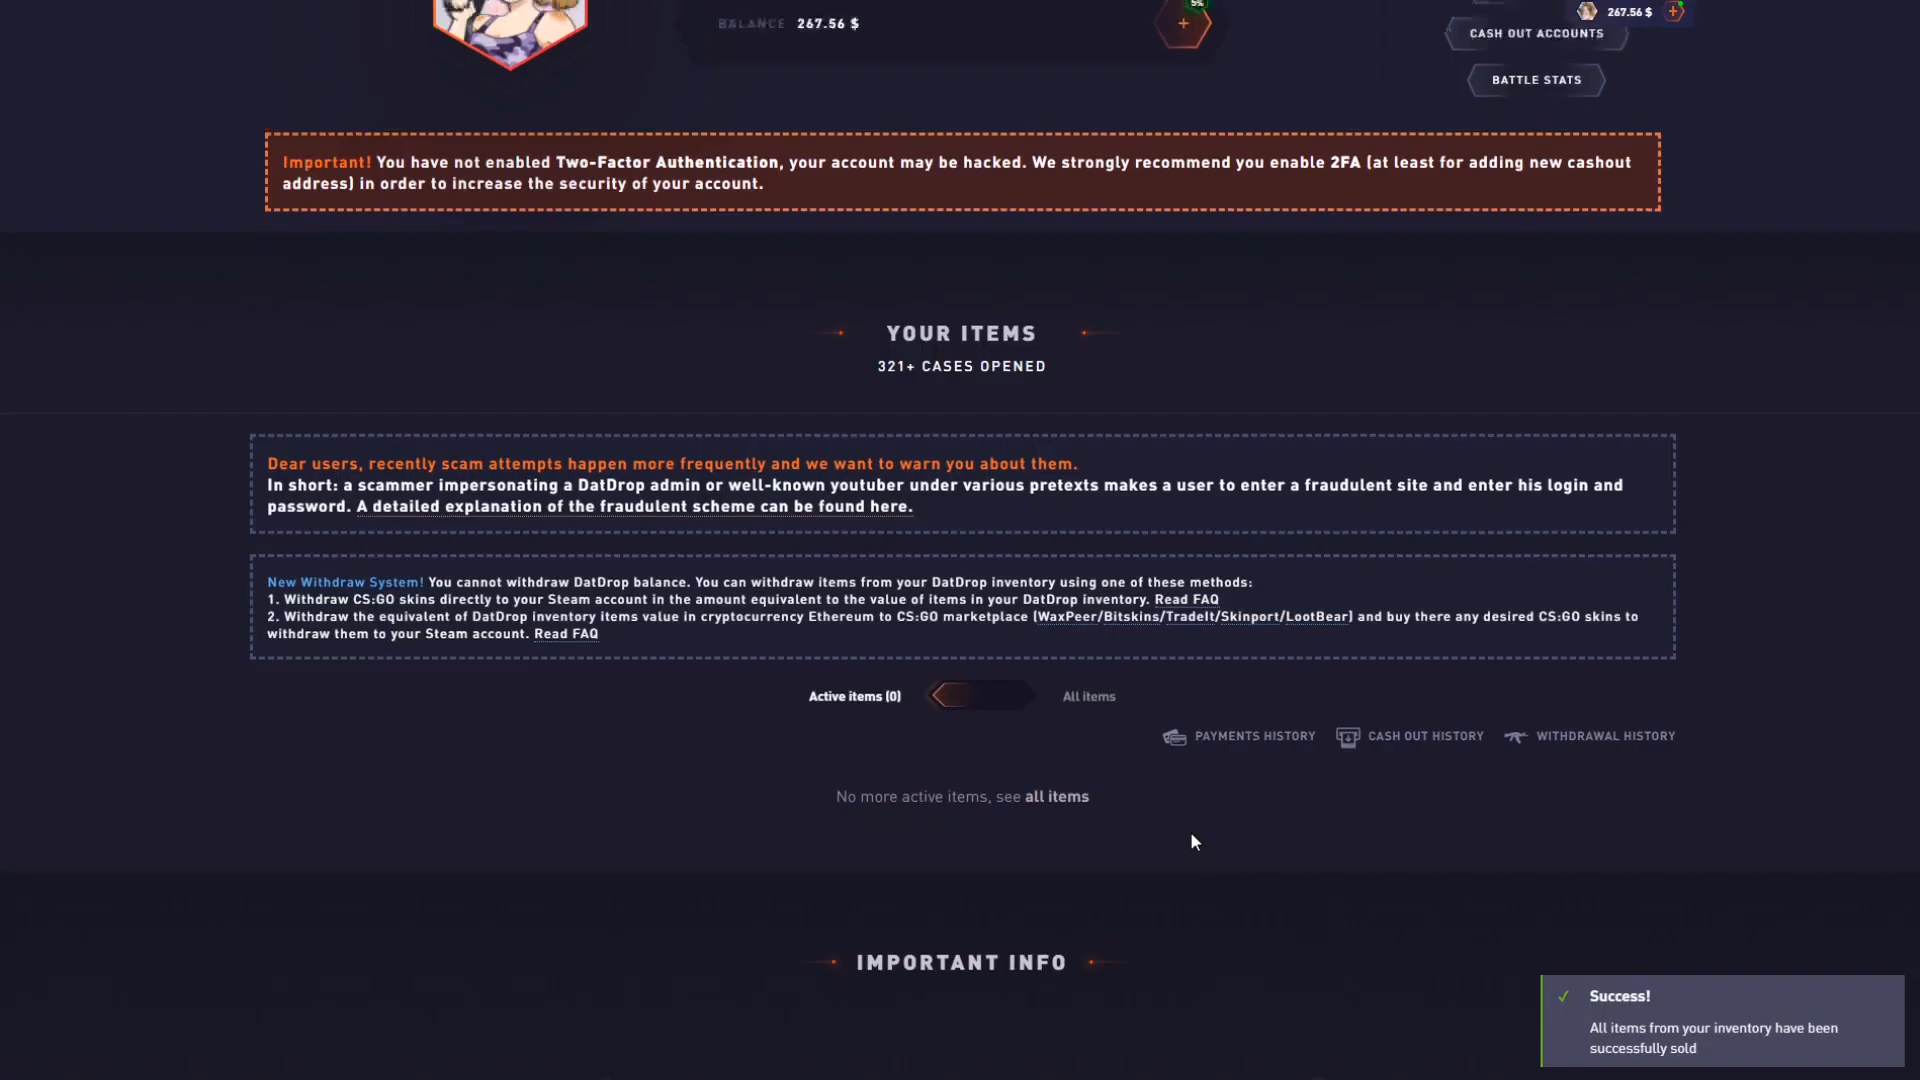 BALANCE 267.56 $
5%
267.56 $
CASH OUT ACCOUNTS
BATTLE STATS
Important! You have not enabled Two-Factor Authentication, your account may be hacked. We strongly recommend you enable 2FA (at least for adding new cashout
address) in order to increase the security of your account.
YOUR ITEMS
321+ CASES OPENED
Dear users, recently scam attempts happen more frequently and we want to warn you about them.
In short: a scammer impersonating a DatDrop admin or well-known youtuber under various pretexts makes a user to enter a fraudulent site and enter his login and
password. A detailed explanation of the fraudulent scheme can be found here.
New Withdraw System! You cannot withdraw DatDrop balance. You can withdraw items from your DatDrop inventory using one of these methods:
1. Withdraw CS:GO skins directly to your Steam account in the amount equivalent to the value of items in your DatDrop inventory. Read FAQ
2. Withdraw the equivalent of DatDrop inventory items value in cryptocurrency Ethereum to CS:GO marketplace (WaxPeer/Bitskins/TradeIt/Skinport/LootBear) and buy there any desired CS:GO skins to
withdraw them to your Steam account. Read FAQ
Active items (0)
All items
PAYMENTS HISTORY
CASH OUT HISTORY
WITHDRAWAL HISTORY
No more active items, see all items
IMPORTANT INFO
Success!
All items from your inventory have been
successfully sold